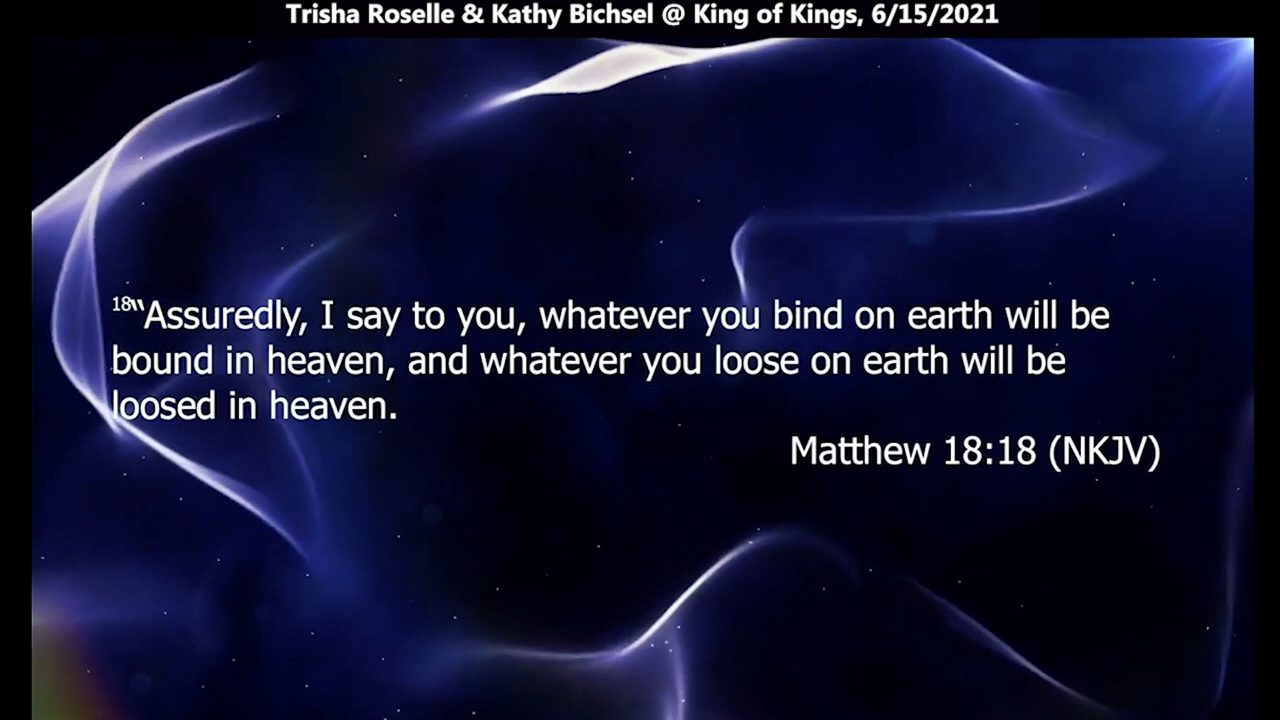 Trisha Roselle & Kathy Bichsel @ King of Kings, 6/15/2021
18“Assuredly, I say to you, whatever you bind on earth will be
bound in heaven, and whatever you loose on earth will be
loosed in heaven.
Matthew 18:18 (NKJV)